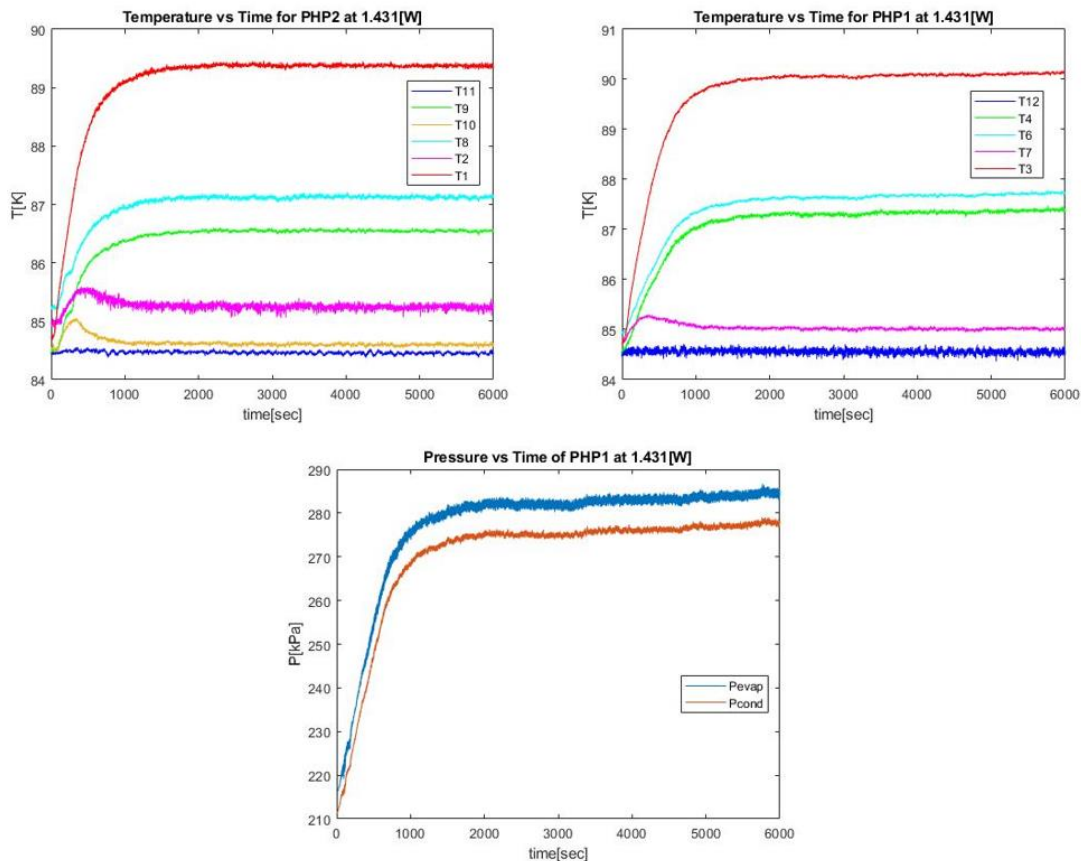 Temperature vs Time for PHP2 at 1.431[W]
90
89
88
87
86
85
84
T[K]
T11
T9
T10
T8
T2
T1
0
1000
2000
3000
4000
5000
6000
time[sec]
Temperature vs Time for PHP1 at 1.431[W]
91
90
89
88
87
86
85
84
T[K]
T12
T4
T6
T7
T3
0
1000
2000
3000
4000
5000
6000
time[sec]
Pressure vs Time of PHP1 at 1.431[W]
290
280
270
260
250
240
230
220
210
P[kPa]
Pevap
Pcond
0
1000
2000
3000
4000
5000
6000
time[sec]